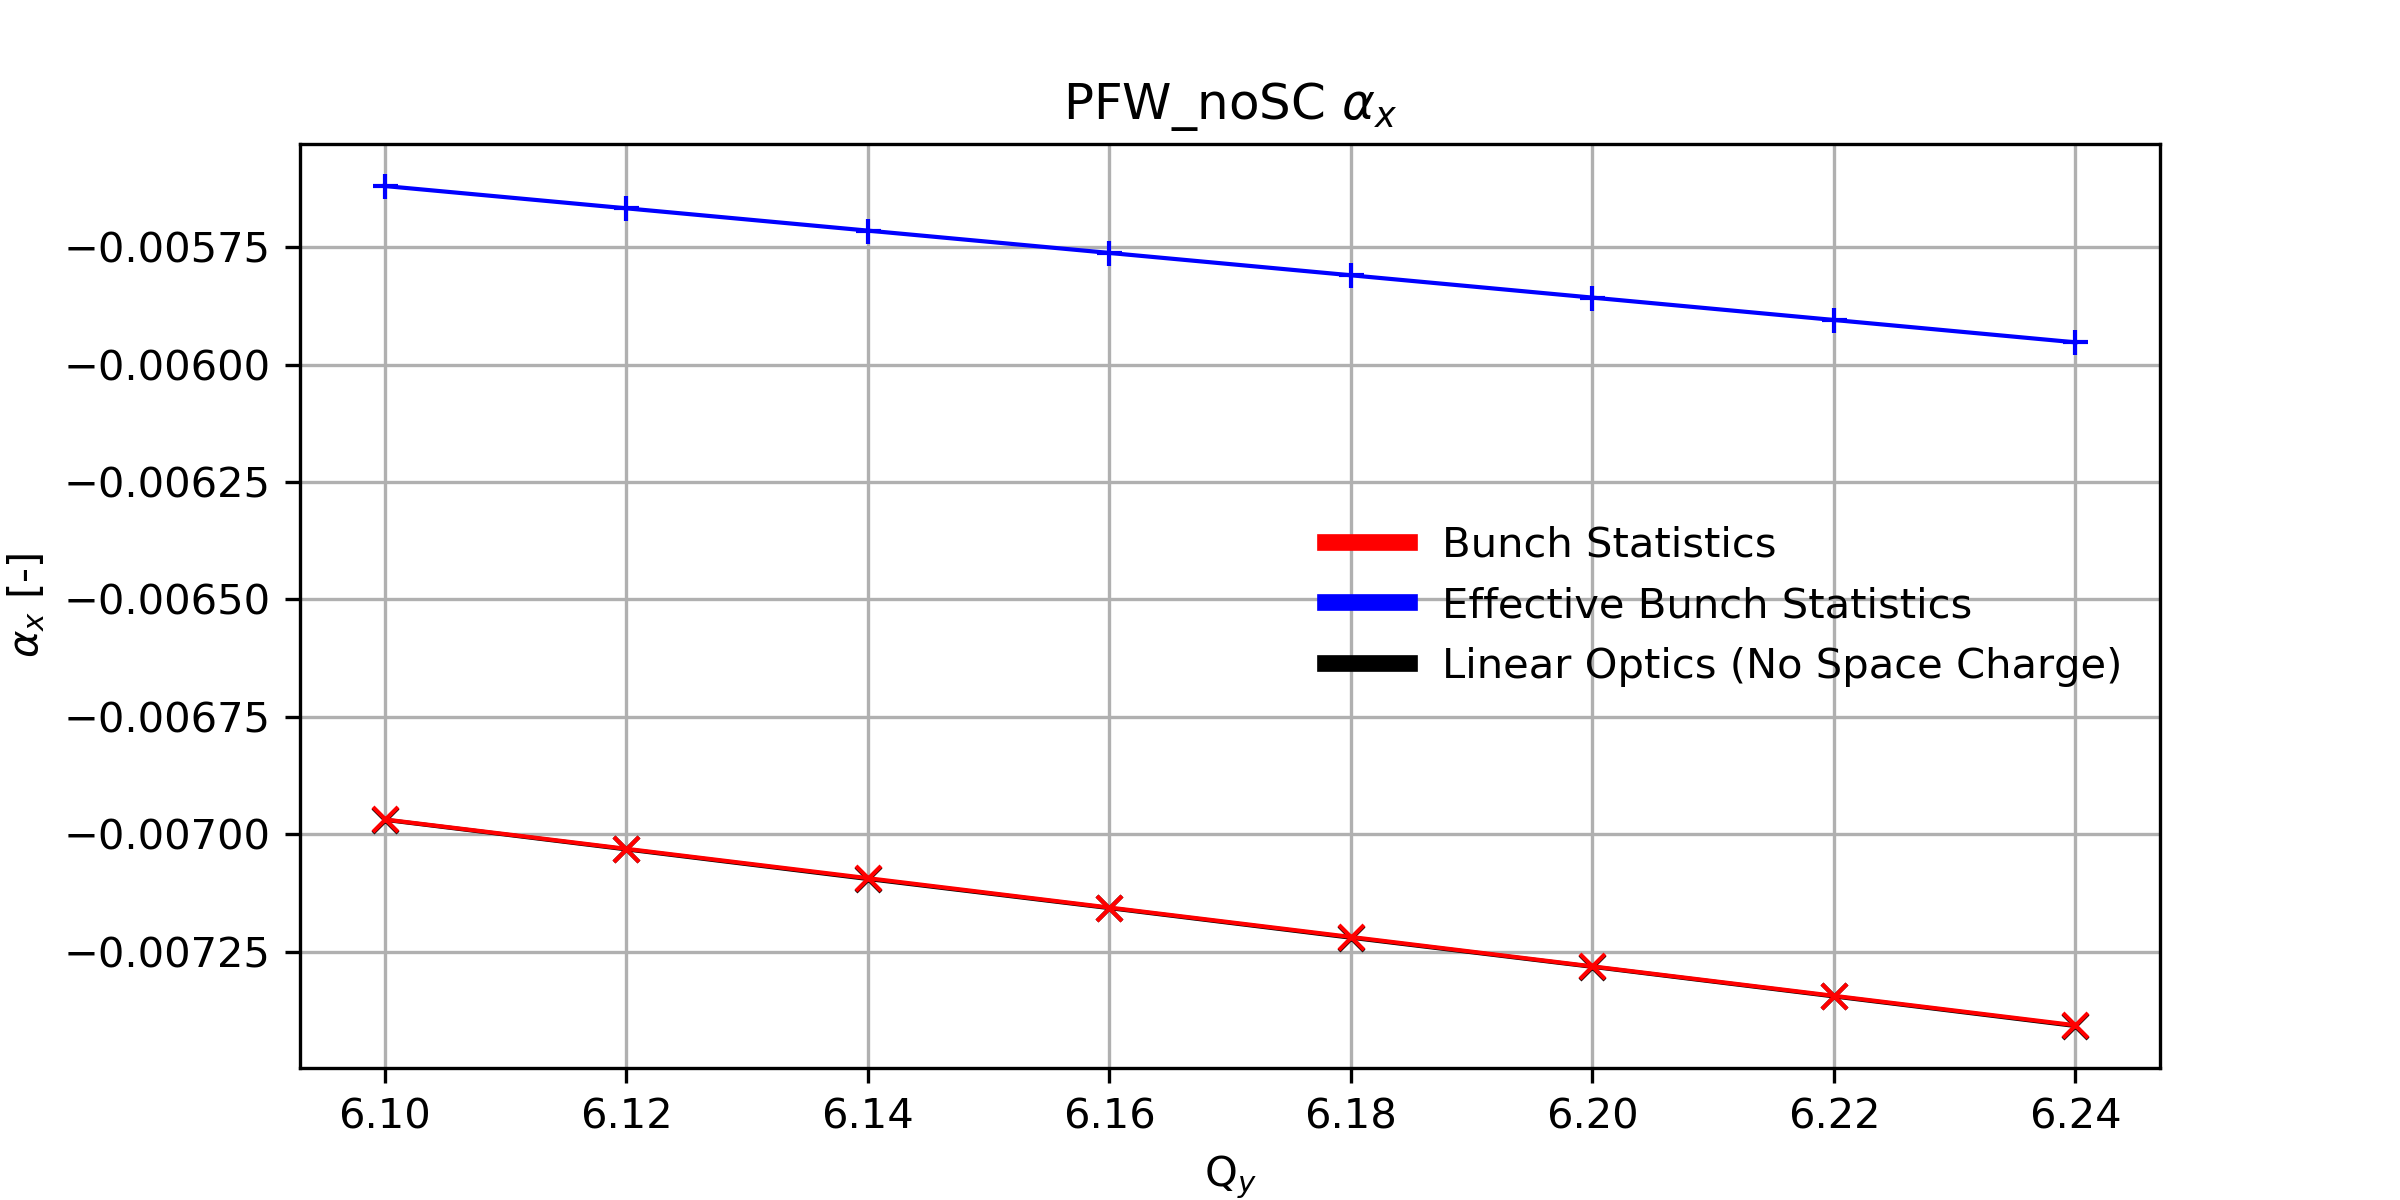 PFW_noSC αx
−0.00575
−0.00600
−0.00625
−0.00650
−0.00675
−0.00700
−0.00725
αx [-]
Bunch Statistics
Effective Bunch Statistics
Linear Optics (No Space Charge)
6.10 6.12 6.14 6.16 6.18 6.20 6.22 6.24
Qy